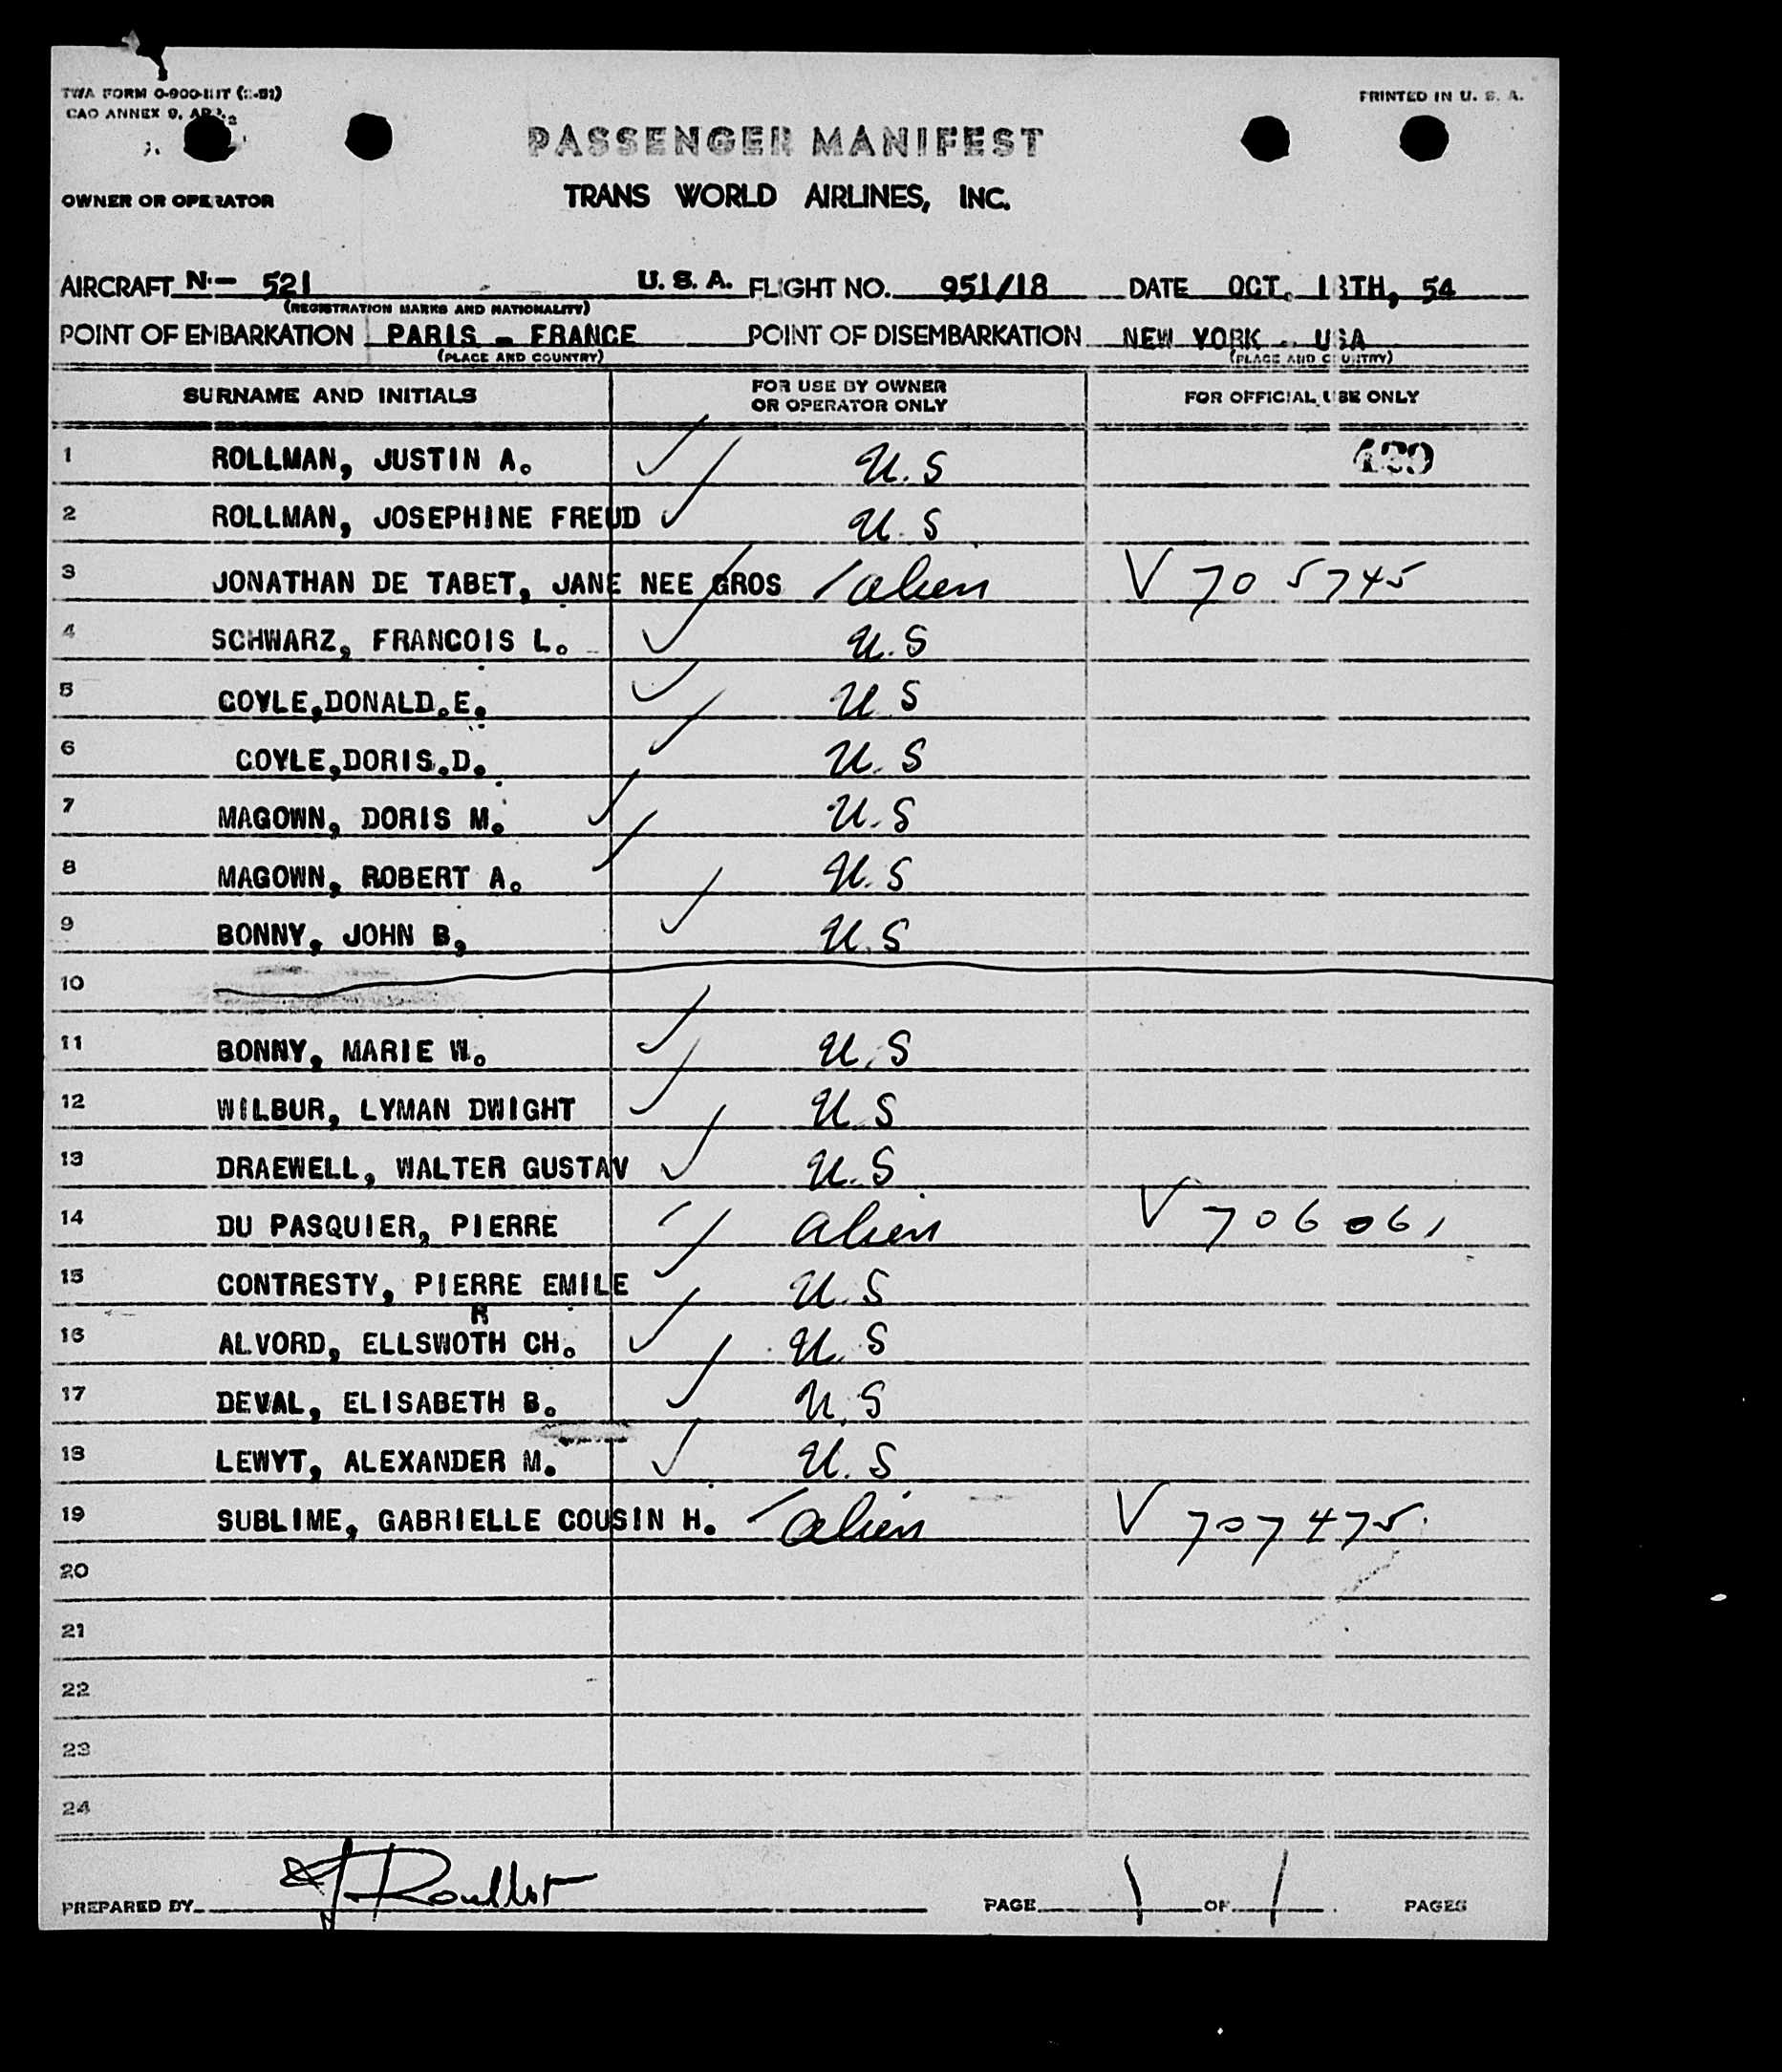 TWA FORM 0-900-INT
CAO ANNEX 9,
PRINTED IN U. S. A.
PASSENGER MANIFEST
OWNER OR OPERATOR TRANS WORLD AIRLINES, INC.
AIRCRAFT N- 521 U. S. A. FLIGHT NO. 951/18 DATE OCT. 18TH, 54
(REGISTRATION MARKS AND NATIONALITY)
POINT OF EMBARKATION PARIS - FRANCE POINT OF DISEMBARKATION NEW YORK - USA
(PLACE AND COUNTRY) (PLACE AND COUNTRY)
SURNAME AND INITIALS FOR USE BY OWNER OR OPERATOR ONLY FOR OFFICIAL USE ONLY
1 ROLLMAN, JUSTIN A. U.S
2 ROLLMAN, JOSEPHINE FREUD U.S
3 JONATHAN DE TABET, JANE NEE GROS alien V 705745
4 SCHWARZ, FRANCOIS L. U.S
5 COYLE,DONALD.E. U.S
6 COYLE,DORIS.D. U.S
7 MAGOWN, DORIS M. U.S
8 MAGOWN, ROBERT A. U.S
9 BONNY, JOHN B, U.S
10
11 BONNY, MARIE W. U.S
12 WILBUR, LYMAN DWIGHT U.S
13 DRAEWELL, WALTER GUSTAV U.S
14 DU PASQUIER, PIERRE alien V 706061
15 CONTRESTY, PIERRE EMILE U.S
R
16 ALVORD, ELLSWOTH CH. U.S
17 DEVAL, ELISABETH B. U.S
18 LEWYT, ALEXANDER M. U.S
19 SUBLIME, GABRIELLE COUSIN H. alien V 707475
20
21
22
23
24
PREPARED BY PAGE 1 OF 1 PAGES